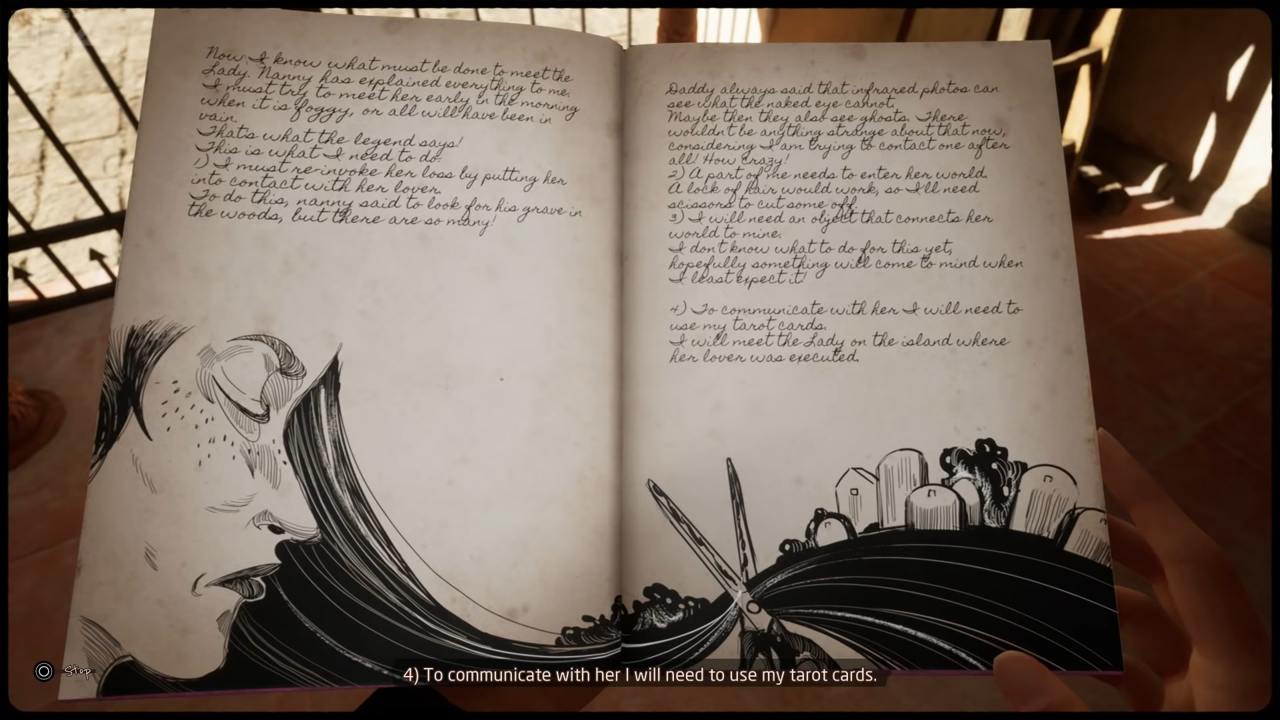 Now I know what must be done to meet the
Lady. Nanny has explained everything to me.
I must try to meet her early in the morning
when it is foggy, or all will have been in
vain.
That's what the legend says!
This is what I need to do.
1) I must re-invoke her loss by putting her
into contact with her lover.
To do this, nanny said to look for his grave in
the woods, but there are so many!
Daddy always said that infrared photos can
see what the naked eye cannot.
Maybe then they also see ghosts. There
wouldn't be anything strange about that now,
considering I am trying to contact one after
all! How crazy!
2) A part of me needs to enter her world.
A lock of hair would work, so I'll need
scissors to cut some off.
3) I will need an object that connects her
world to mine.
I don't know what to do for this yet,
hopefully something will come to mind when
I least expect it!
4) To communicate with her I will need to
use my tarot cards.
I will meet the Lady on the island where
her lover was executed.
Stop
4) To communicate with her I will need to use my tarot cards.